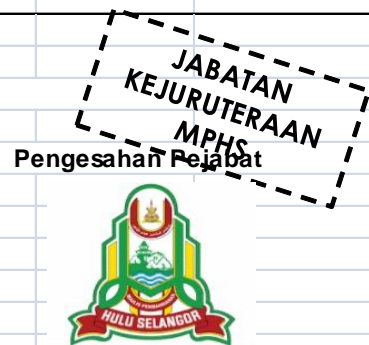 JABATAN
KEJURUTERAAN
MPHS
Pengesahan Pejabat
HULU SELANGOR